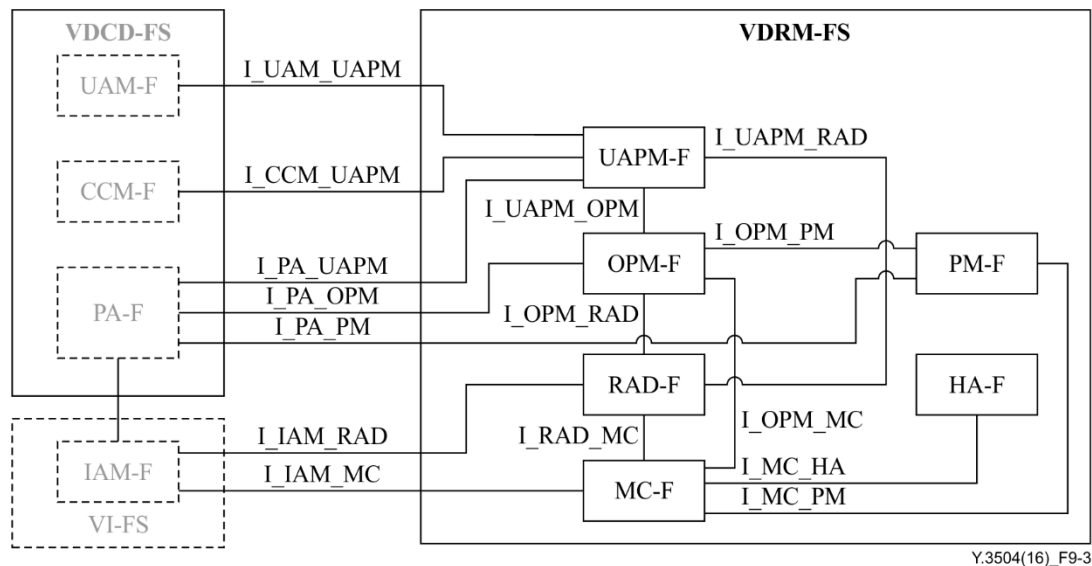 VDCD-FS
VDRM-FS
UAM-F
I_UAM_UAPM
UAPM-F
I_UAPM_RAD
CCM-F
I_CCM_UAPM
I_UAPM_OPM
I_OPM_PM
I_PA_UAPM
OPM-F
PM-F
PA-F
I_PA_OPM
I_OPM_RAD
I_PA_PM
RAD-F
HA-F
I_IAM_RAD
I_RAD_MC
I_OPM_MC
IAM-F
I_IAM_MC
MC-F
I_MC_HA
I_MC_PM
VI-FS
Y.3504(16)_F9-3